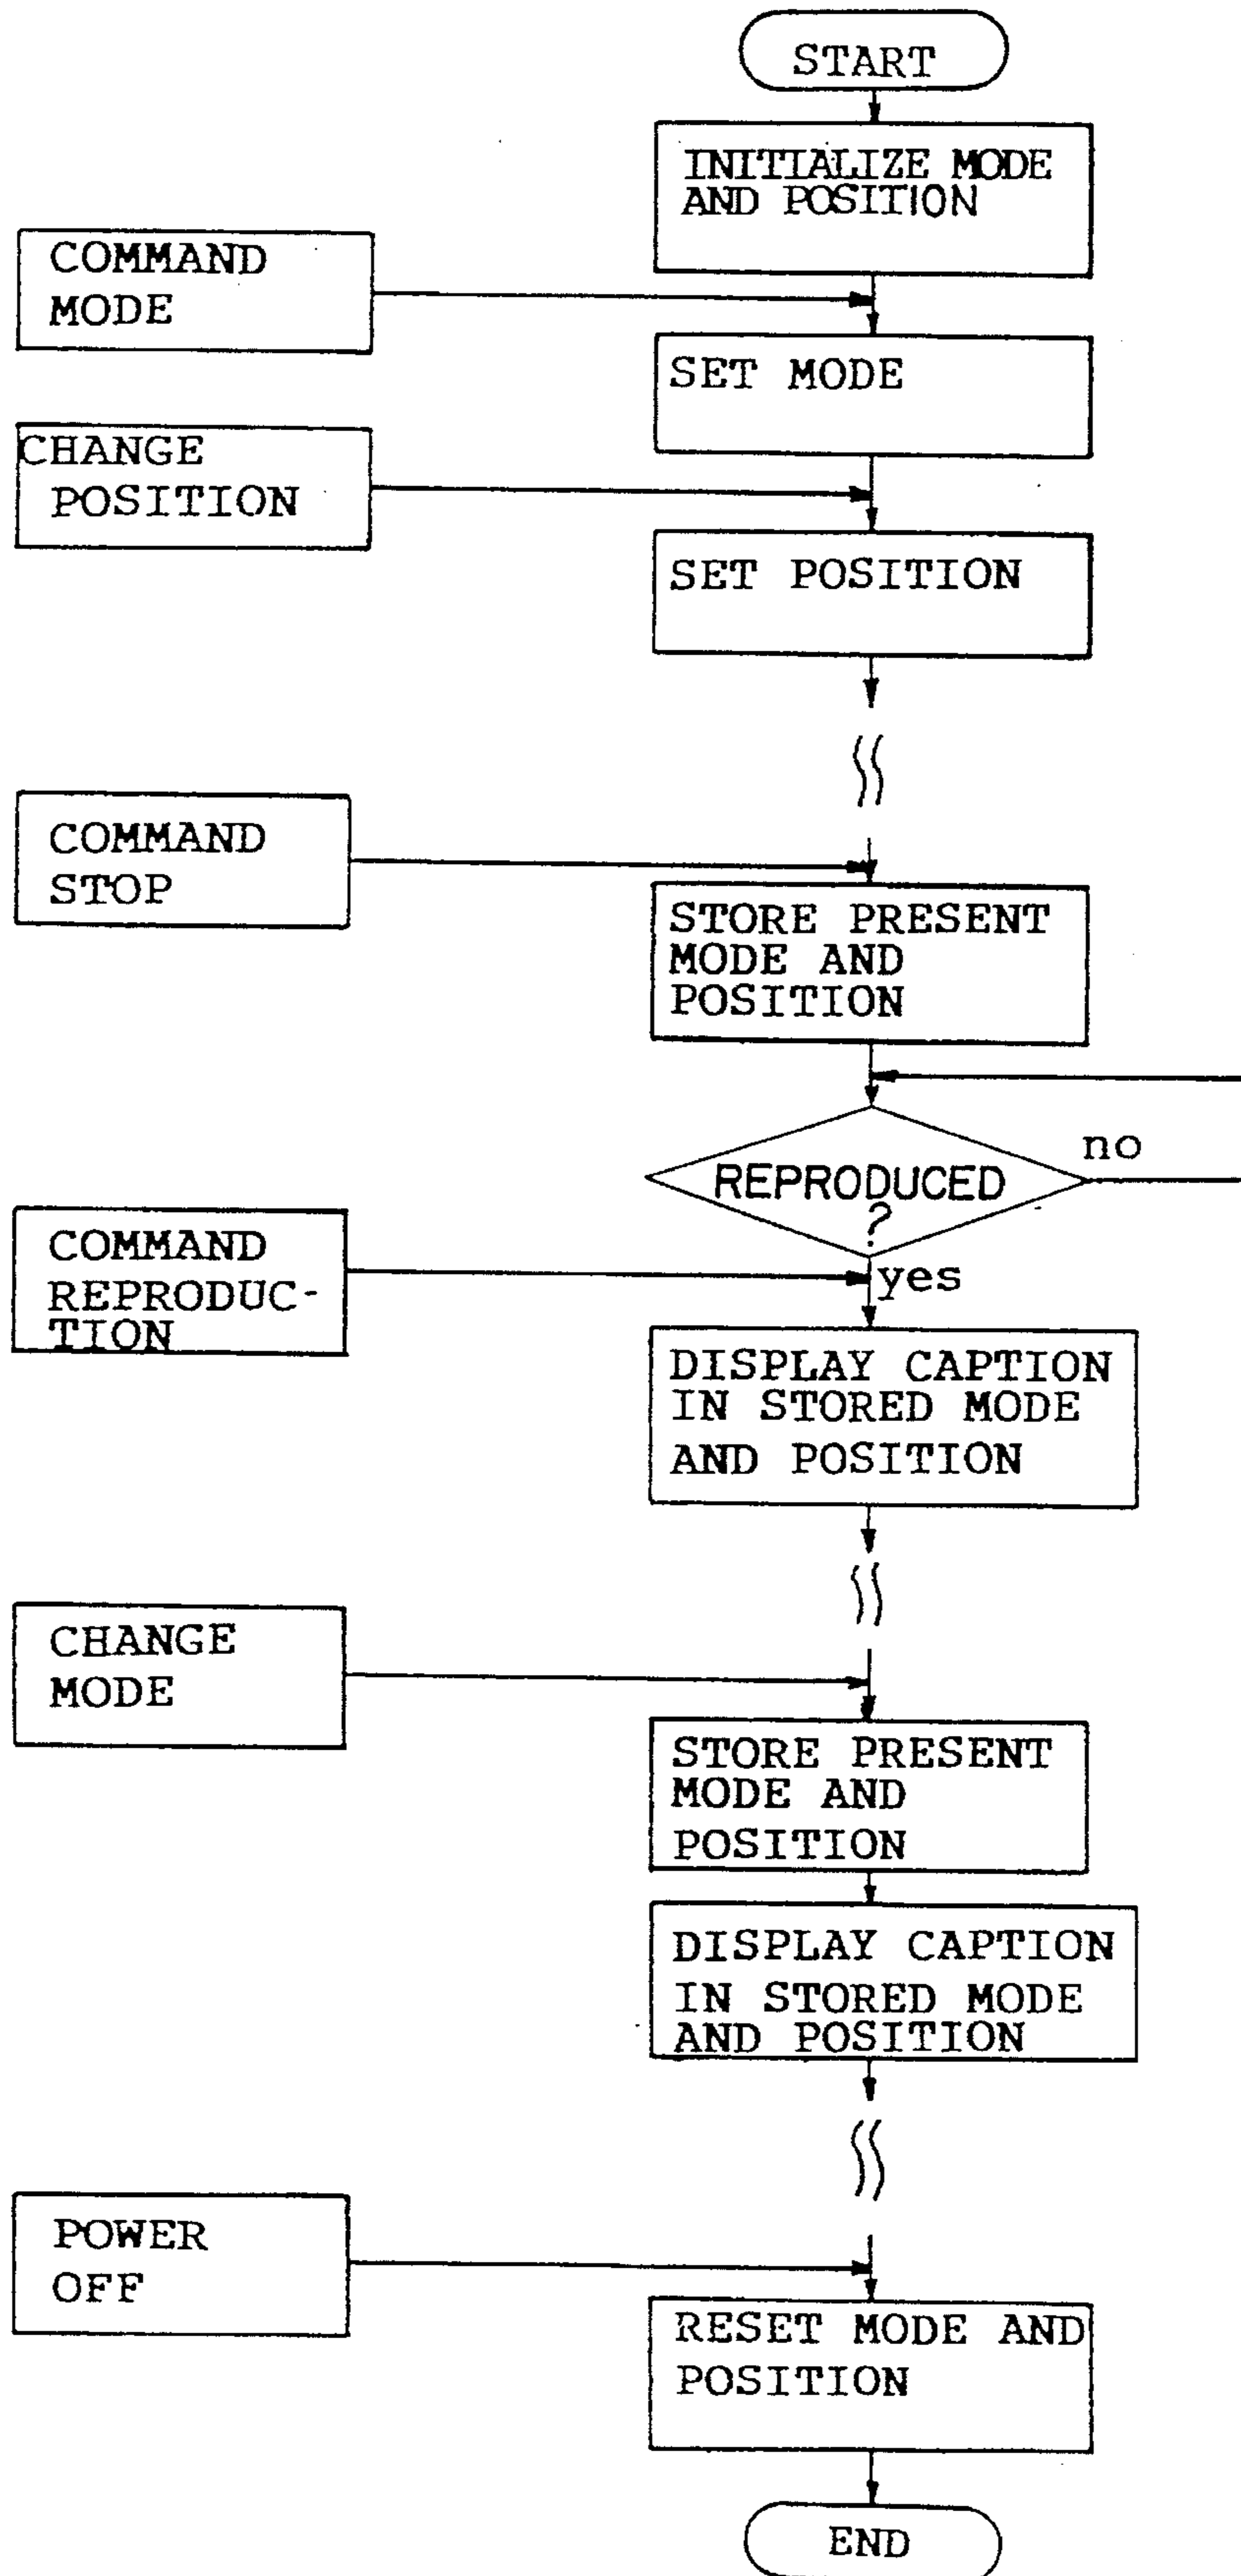 START
INITIALIZE MODE
AND POSITION
COMMAND
MODE
SET MODE
CHANGE
POSITION
SET POSITION
COMMAND
STOP
STORE PRESENT
MODE AND
POSITION
no
REPRODUCED
?
COMMAND
REPRODUC-
TION
yes
DISPLAY CAPTION
IN STORED MODE
AND POSITION
CHANGE
MODE
STORE PRESENT
MODE AND
POSITION
DISPLAY CAPTION
IN STORED MODE
AND POSITION
POWER
OFF
RESET MODE AND
POSITION
END